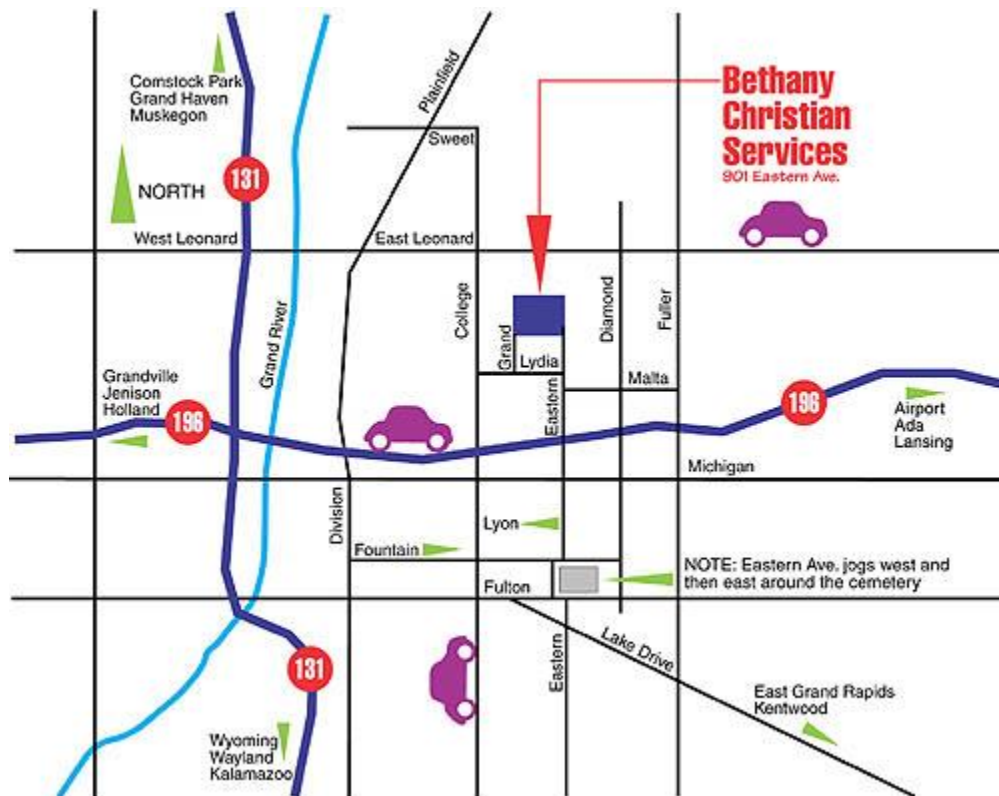 Comstock Park
Grand Haven
Muskegon
131
NORTH
West Leonard
Plainfield
Sweet
East Leonard
Bethany
Christian
Services
901 Eastern Ave.
Grand River
College
Grand
Lydia
Eastern
Diamond
Fuller
Malta
Grandville
Jenison
Holland
196
196
Airport
Ada
Lansing
Michigan
Division
Lyon
Fountain
Fulton
NOTE: Eastern Ave. jogs west and
then east around the cemetery
131
Eastern
Lake Drive
East Grand Rapids
Kentwood
Wyoming
Wayland
Kalamazoo